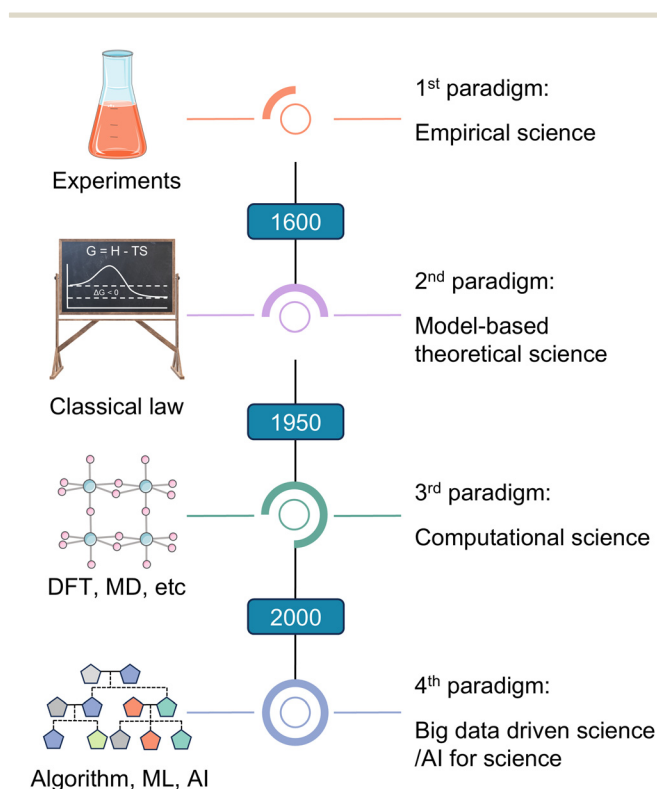 1st paradigm:
Empirical science
Experiments
1600
G = H - TS
ΔG < 0
2nd paradigm:
Model-based
theoretical science
Classical law
1950
3rd paradigm:
Computational science
DFT, MD, etc
2000
4th paradigm:
Big data driven science
/AI for science
Algorithm, ML, AI